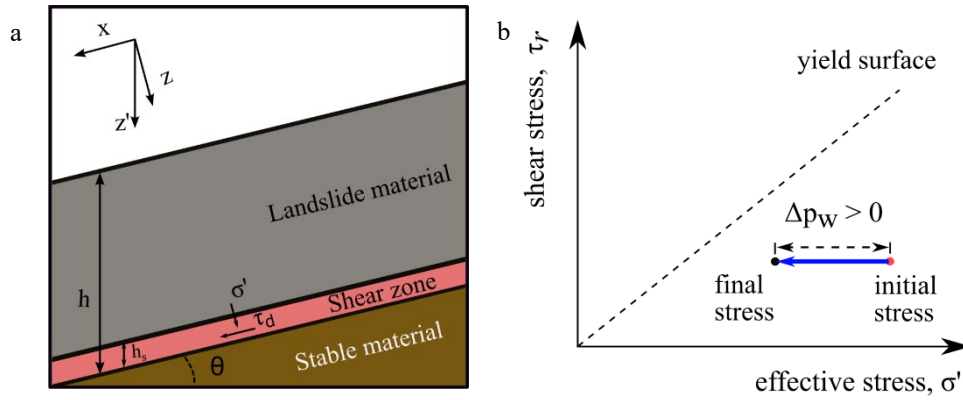 a
x
z
z'
Landslide material
h
σ'
Shear zone
τd
hs
θ
Stable material
b
shear stress, τr
yield surface
Δpw > 0
final stress
initial stress
effective stress, σ'